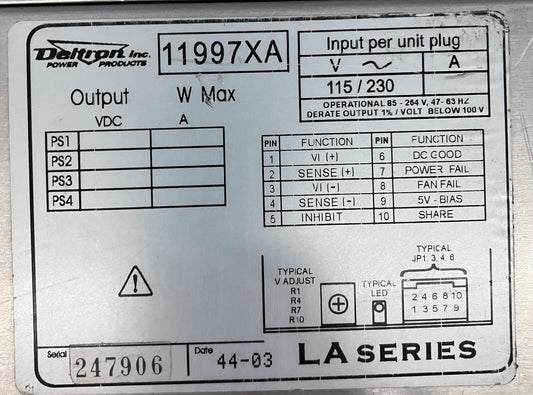 Deltron Inc.
POWER PRODUCTS
11997XA
Input per unit plug
V ~ A
115 / 230
OPERATIONAL 85 - 264 V, 47- 63 HZ
DERATE OUTPUT 1% / VOLT BELOW 100 V
Output W Max
VDC A
PS1
PS2
PS3
PS4
PIN FUNCTION PIN FUNCTION
1 VI (+) 6 DC GOOD
2 SENSE (+) 7 POWER FAIL
3 VI (-) 8 FAN FAIL
4 SENSE (-) 9 5V - BIAS
5 INHIBIT 10 SHARE
TYPICAL
JP1, 3, 4, 6
TYPICAL
V ADJUST
R1
R4
R7
R10
TYPICAL
LED
2 4 6 8 10
1 3 5 7 9
Serial 247906
Date 44-03
LA SERIES